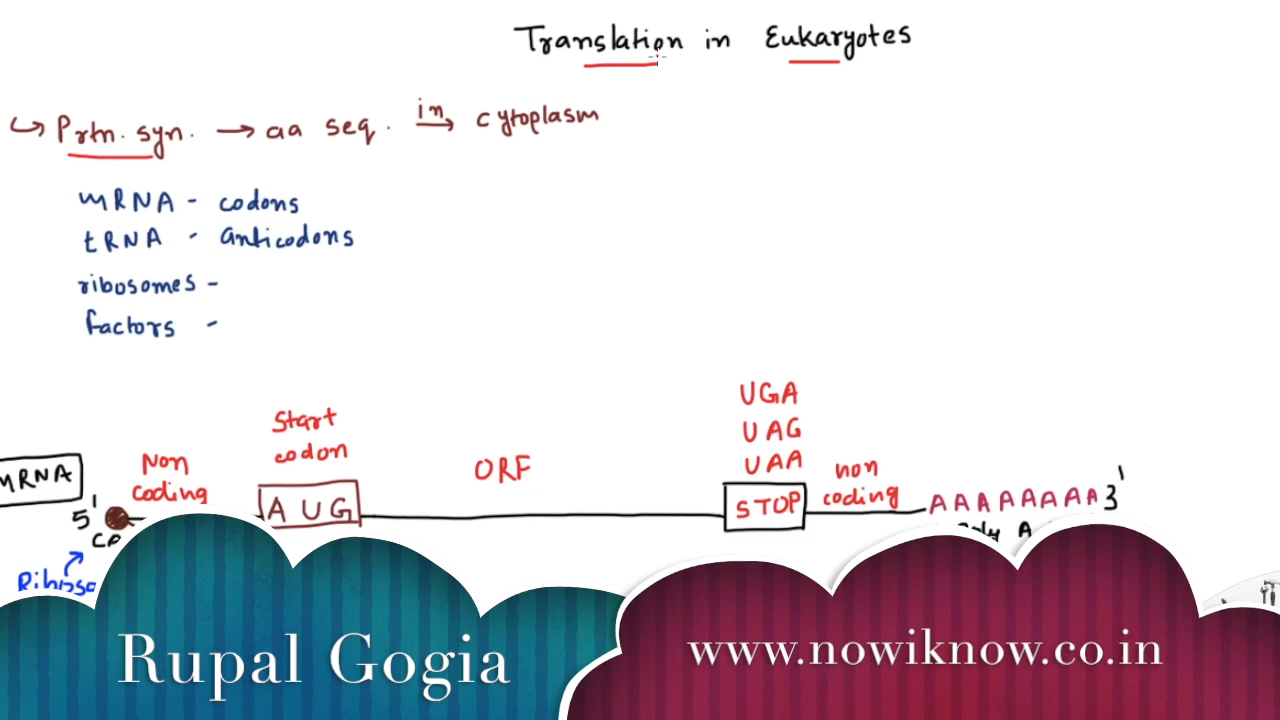 Translation in Eukaryotes
↪ Prtn. syn. → aa seq. in → cytoplasm
mRNA - codons
tRNA - anticodons
ribosomes -
factors -
UGA
Start
UAG
codon
Non
ORF
UAA
non
mRNA
coding
AUG
STOP
coding
AAAAAAAA 3'
5'
A
Rupal Gogia
www.nowiknow.co.in